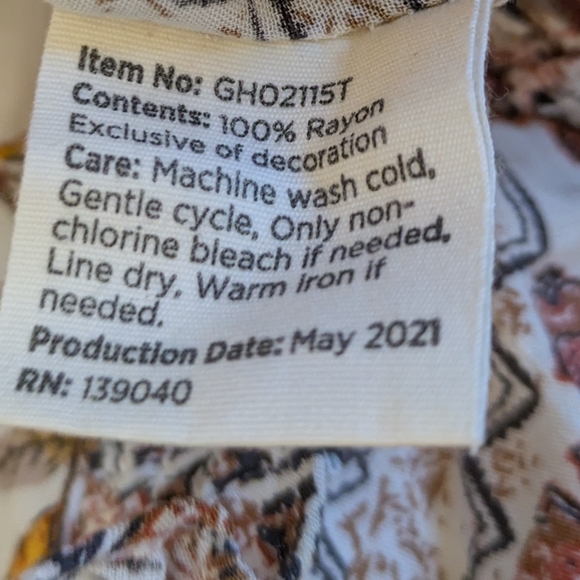 Item No: GH02115T
Contents: 100% Rayon
Exclusive of decoration
Care: Machine wash cold,
Gentle cycle, Only non-
chlorine bleach if needed,
Line dry, Warm iron if
needed.
Production Date: May 2021
RN: 139040